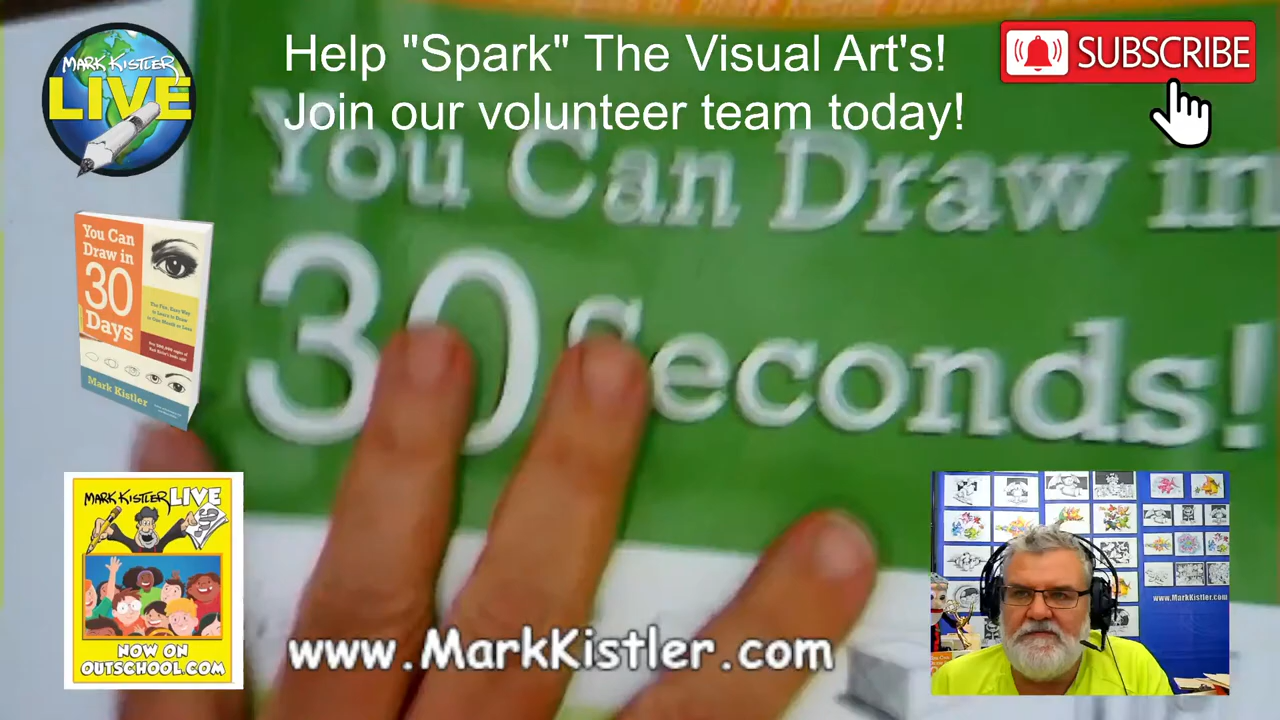 MARK KISTLER
LIVE
Help "Spark" The Visual Art's!
Join our volunteer team today!
SUBSCRIBE
You Can Draw in
30 Seconds!
You Can
Draw in
30
Days
Mark Kistler
MARK KISTLER LIVE
NOW ON
OUTSCHOOL.COM
www.MarkKistler.com
www.MarkKistler.com